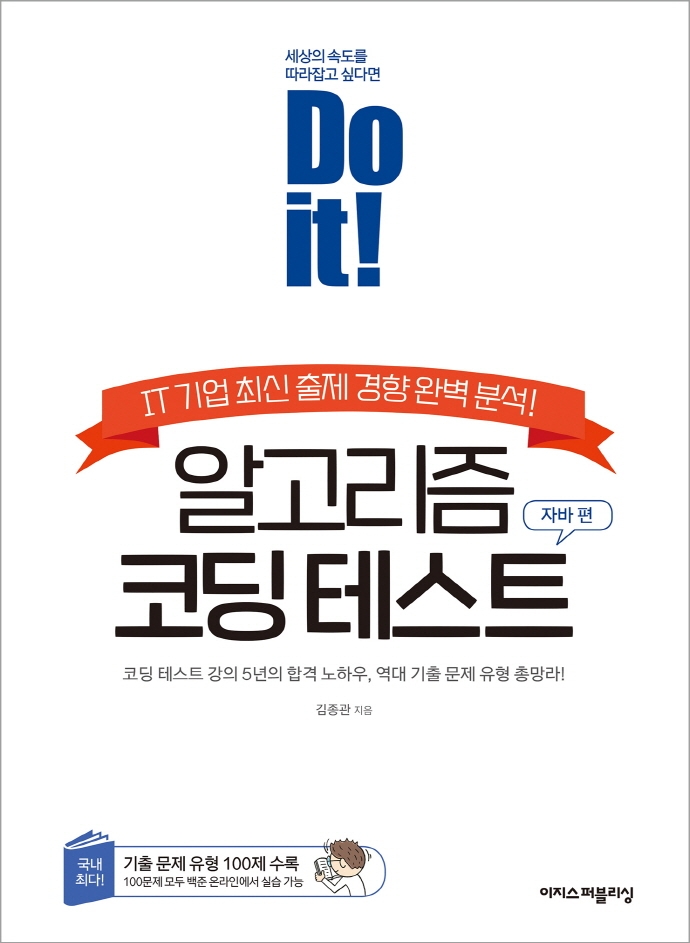 세상의 속도를
따라잡고 싶다면
Do
it!
IT 기업 최신 출제 경향 완벽 분석!
알고리즘
자바 편
코딩 테스트
코딩 테스트 강의 5년의 합격 노하우, 역대 기출 문제 유형 총망라!
김종관 지음
국내
최다!
기출 문제 유형 100제 수록
100문제 모두 백준 온라인에서 실습 가능
이지스 퍼블리싱